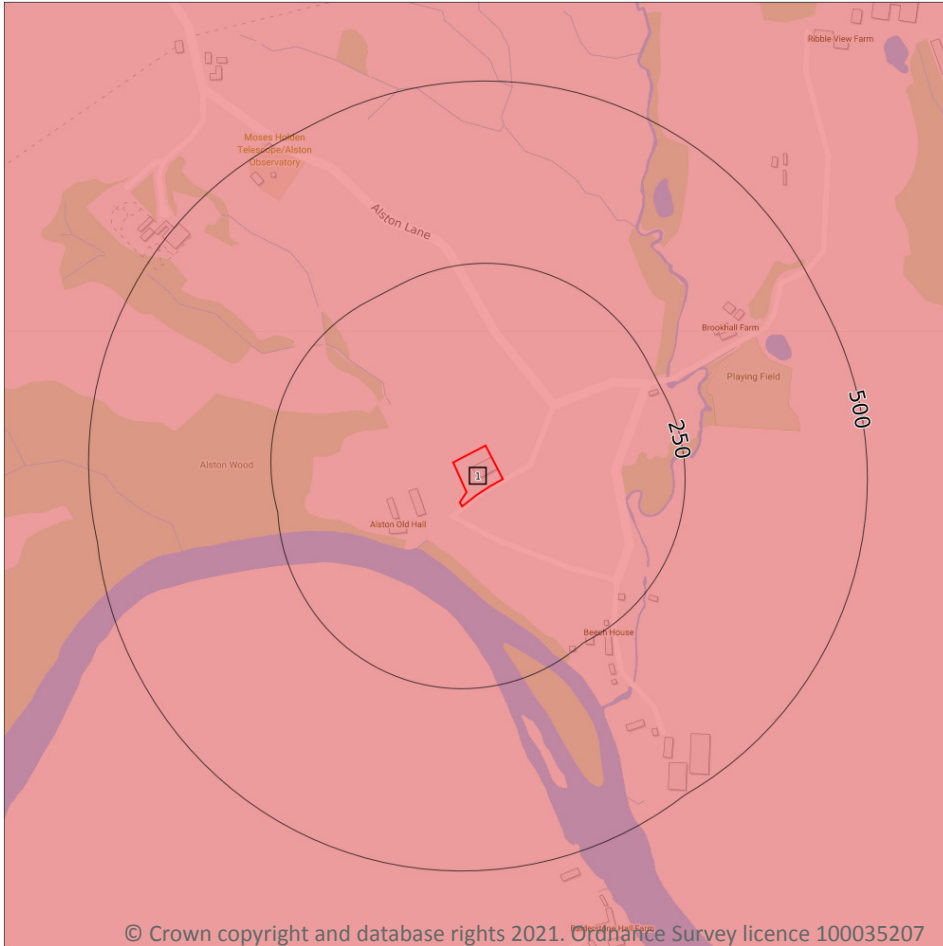 Ribble View Farm
Moses Holden
Telescope/Alston
Observatory
Alston Lane
Brookhall Farm
Playing Field
500
250
Alston Wood
1
Alston Old Hall
Beech House
© Crown copyright and database rights 2021. Ordnance Survey licence 100035207